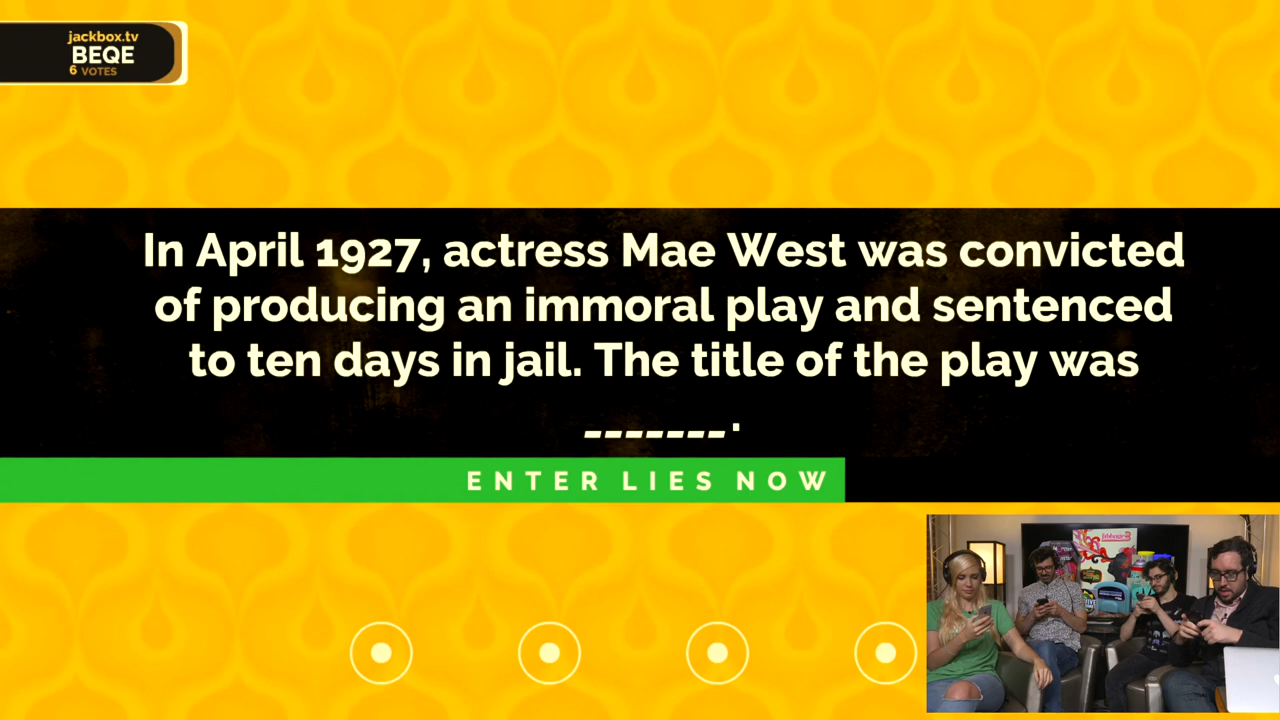 jackbox.tv
BEQE
6 VOTES
In April 1927, actress Mae West was convicted
of producing an immoral play and sentenced
to ten days in jail. The title of the play was
_______.
ENTER LIES NOW